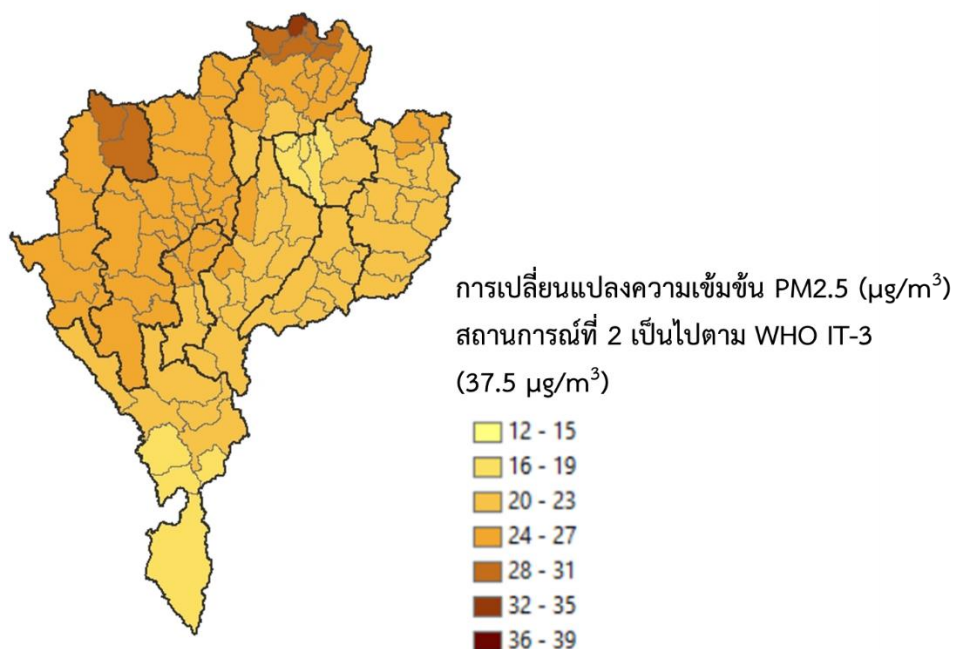 การเปลี่ยนแปลงความเข้มข้น PM2.5 (µg/m³)
สถานการณ์ที่ 2 เป็นไปตาม WHO IT-3
(37.5 µg/m³)
12 - 15
16 - 19
20 - 23
24 - 27
28 - 31
32 - 35
36 - 39